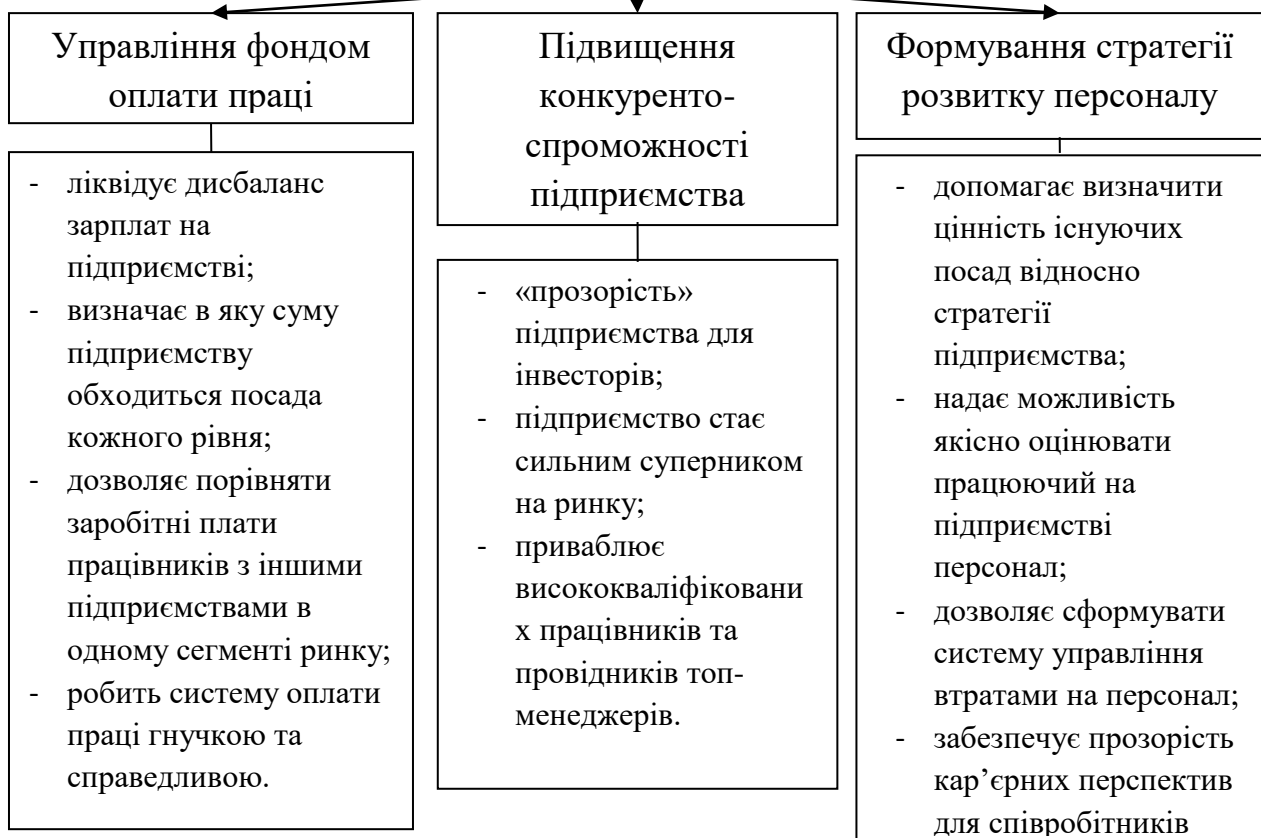 Управління фондом
оплати праці
- ліквідує дисбаланс
зарплат на
підприємстві;
- визначає в яку суму
підприємству
обходиться посада
кожного рівня;
- дозволяє порівняти
заробітні плати
працівників з іншими
підприємствами в
одному сегменті ринку;
- робить систему оплати
праці гнучкою та
справедливою.
Підвищення
конкуренто-
спроможності
підприємства
- «прозорість»
підприємства для
інвесторів;
- підприємство стає
сильним суперником
на ринку;
- приваблює
висококваліфіковани
х працівників та
провідників топ-
менеджерів.
Формування стратегії
розвитку персоналу
- допомагає визначити
цінність існуючих
посад відносно
стратегії
підприємства;
- надає можливість
якісно оцінювати
працюючий на
підприємстві
персонал;
- дозволяє сформувати
систему управління
втратами на персонал;
- забезпечує прозорість
кар’єрних перспектив
для співробітників